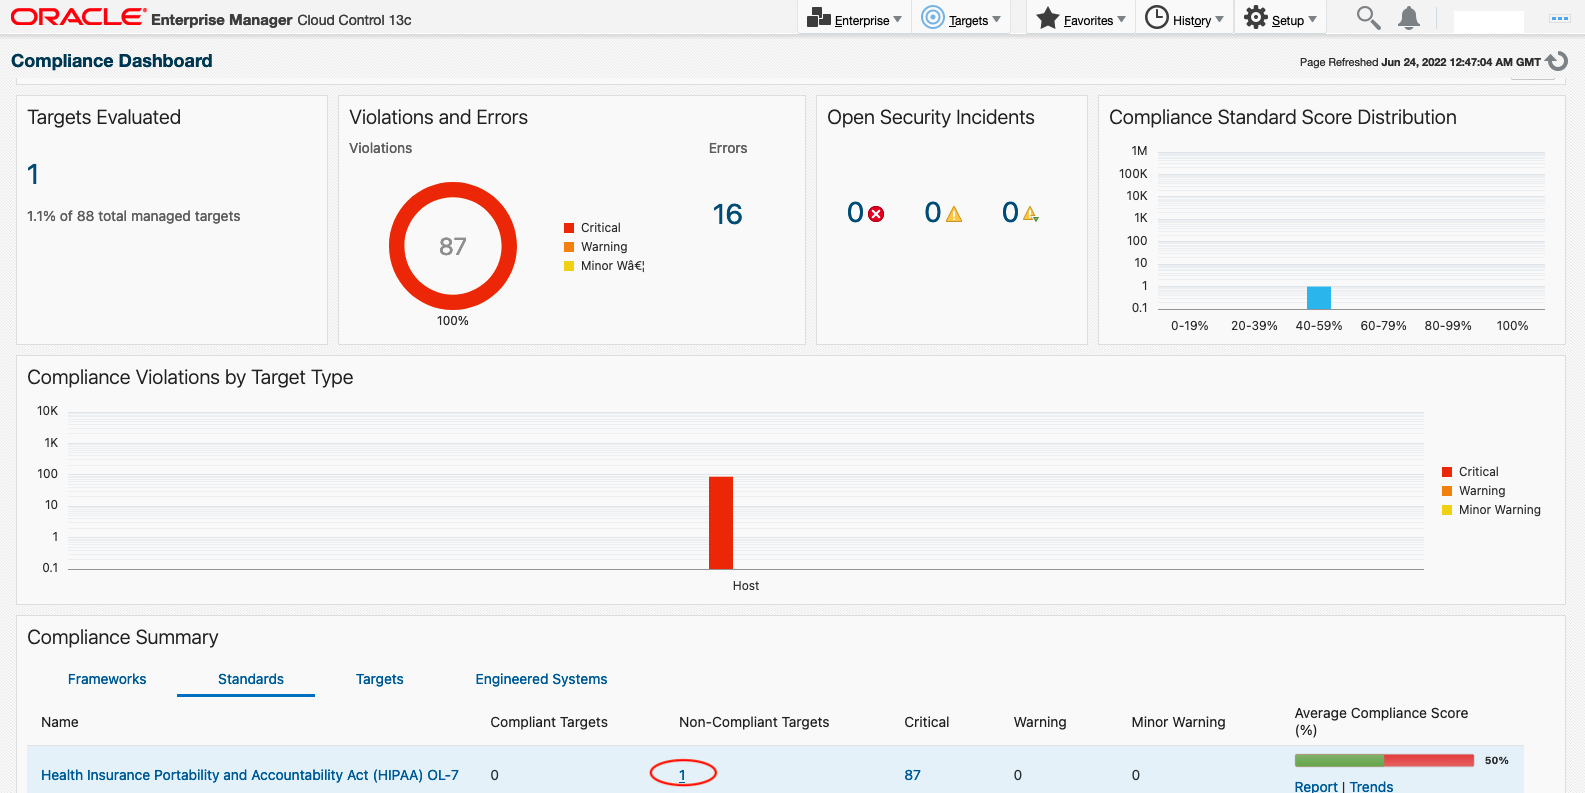 ORACLE Enterprise Manager Cloud Control 13c
Enterprise
Targets
Favorites
History
Setup
Compliance Dashboard
Page Refreshed Jun 24, 2022 12:47:04 AM GMT
Targets Evaluated
1
1.1% of 88 total managed targets
Violations and Errors
Violations
Errors
87
100%
Critical
Warning
Minor Wâ€¦
16
Open Security Incidents
0 0 0
Compliance Standard Score Distribution
1M
100K
10K
1K
100
10
1
0.1
0-19% 20-39% 40-59% 60-79% 80-99% 100%
Compliance Violations by Target Type
10K
1K
100
10
1
0.1
Host
Critical
Warning
Minor Warning
Compliance Summary
Frameworks Standards Targets Engineered Systems
Name Compliant Targets Non-Compliant Targets Critical Warning Minor Warning Average Compliance Score
(%)
Health Insurance Portability and Accountability Act (HIPAA) OL-7 0 1 87 0 0 50%
Report | Trends